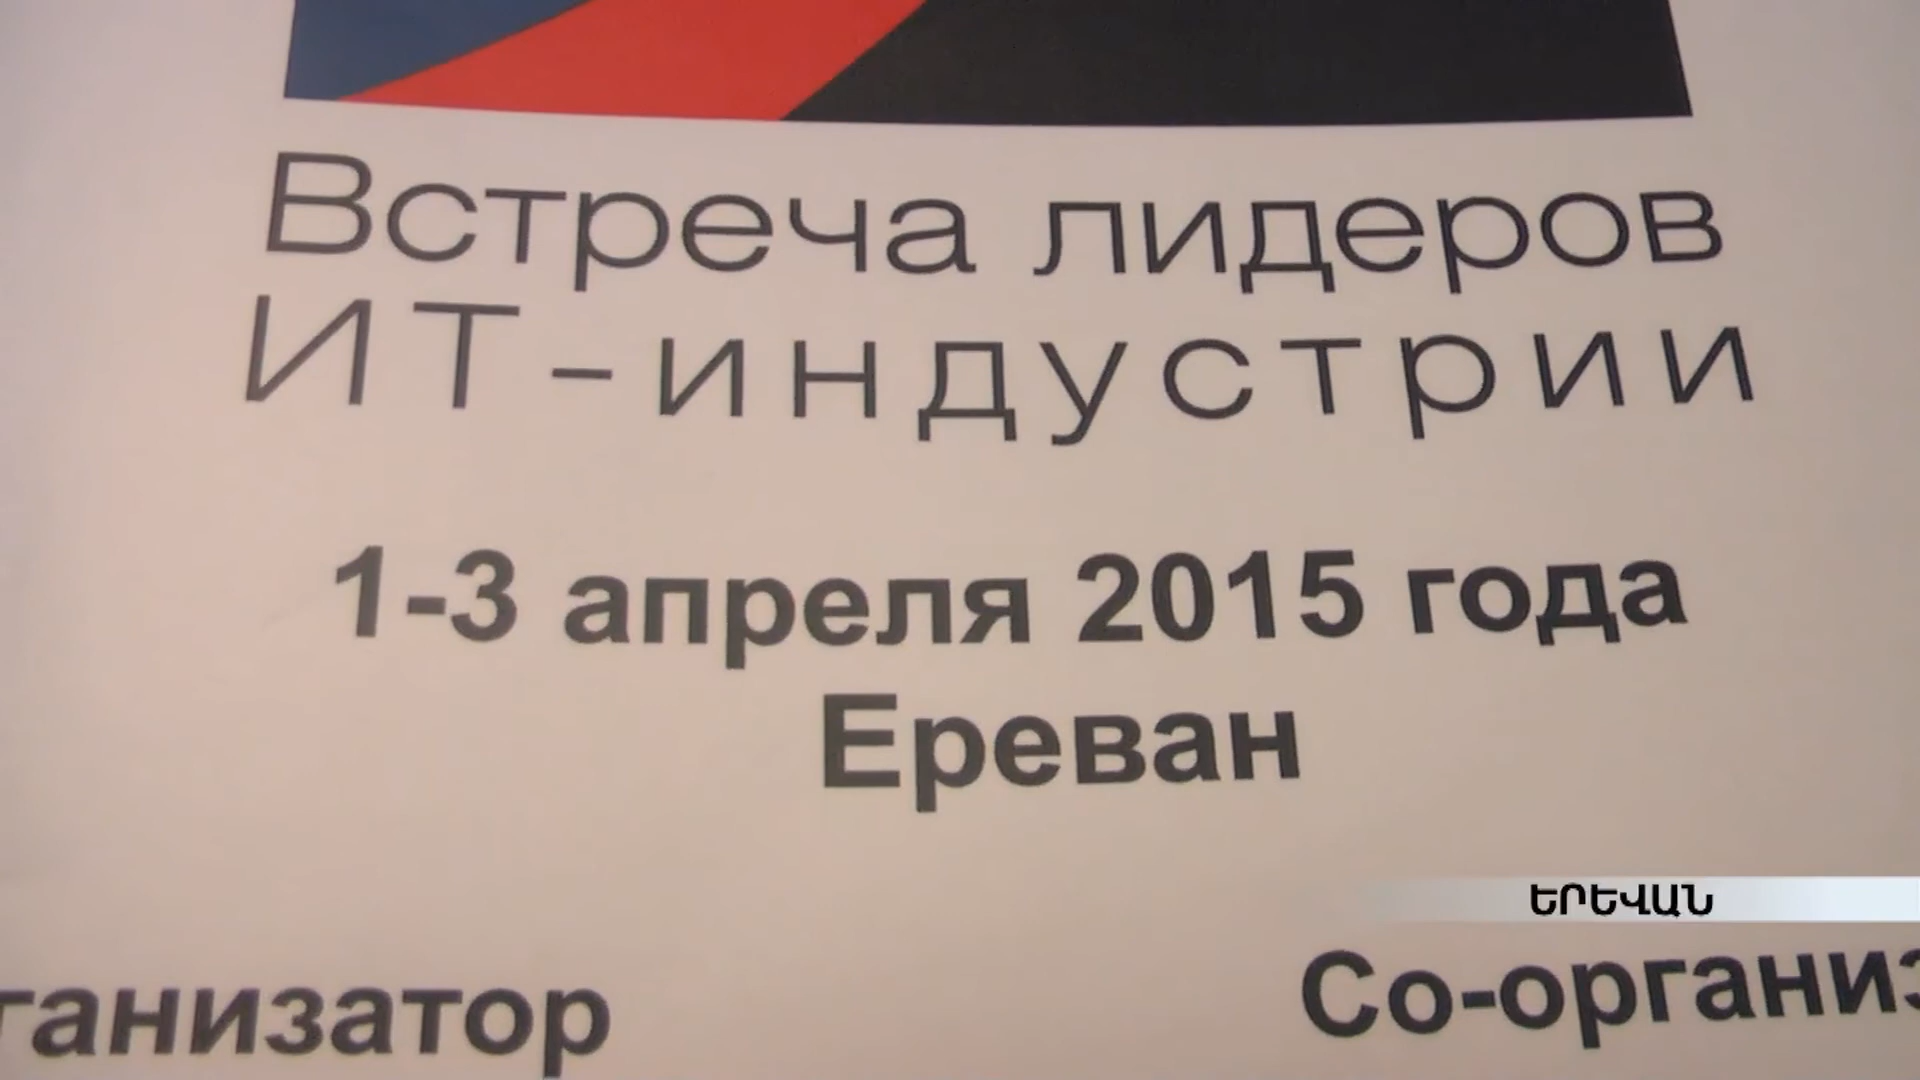 Встреча лидеров
ИТ-индустрии
1-3 апреля 2015 года
Ереван
ԵՐԵՎԱՆ
ганизатор
Со-организ